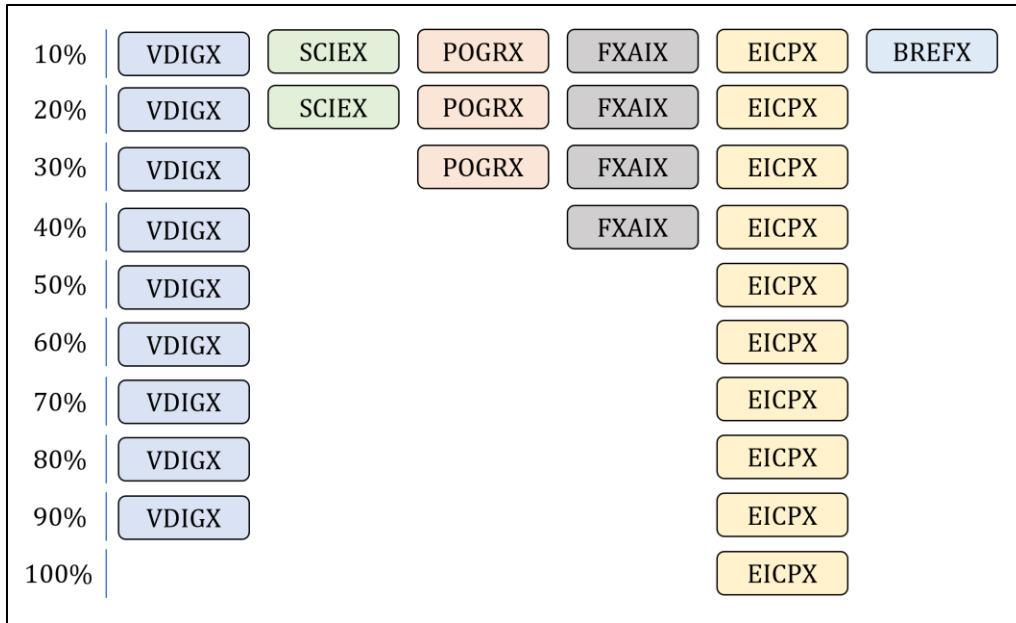 10% VDIGX SCIEX POGRX FXAIX EICPX BREFX
20% VDIGX SCIEX POGRX FXAIX EICPX
30% VDIGX POGRX FXAIX EICPX
40% VDIGX FXAIX EICPX
50% VDIGX EICPX
60% VDIGX EICPX
70% VDIGX EICPX
80% VDIGX EICPX
90% VDIGX EICPX
100% EICPX